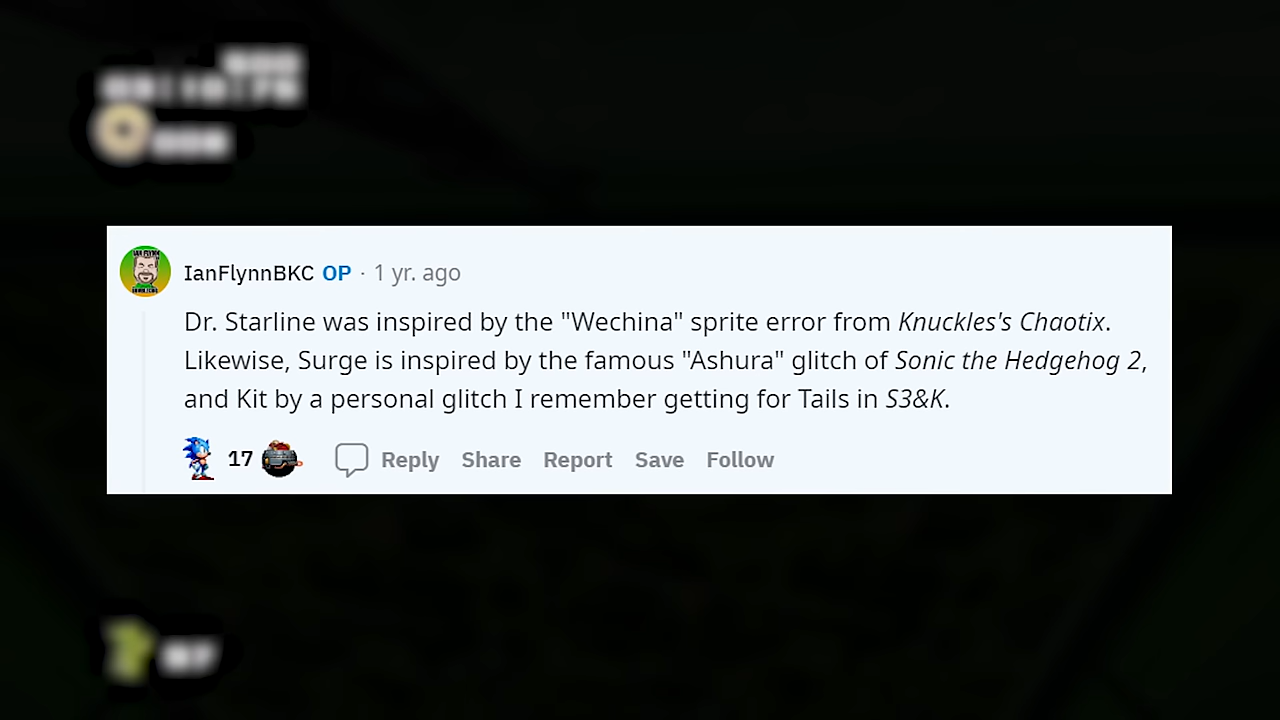 IanFlynnBKC OP · 1 yr. ago
Dr. Starline was inspired by the "Wechina" sprite error from Knuckles's Chaotix.
Likewise, Surge is inspired by the famous "Ashura" glitch of Sonic the Hedgehog 2,
and Kit by a personal glitch I remember getting for Tails in S3&K.
17 Reply Share Report Save Follow